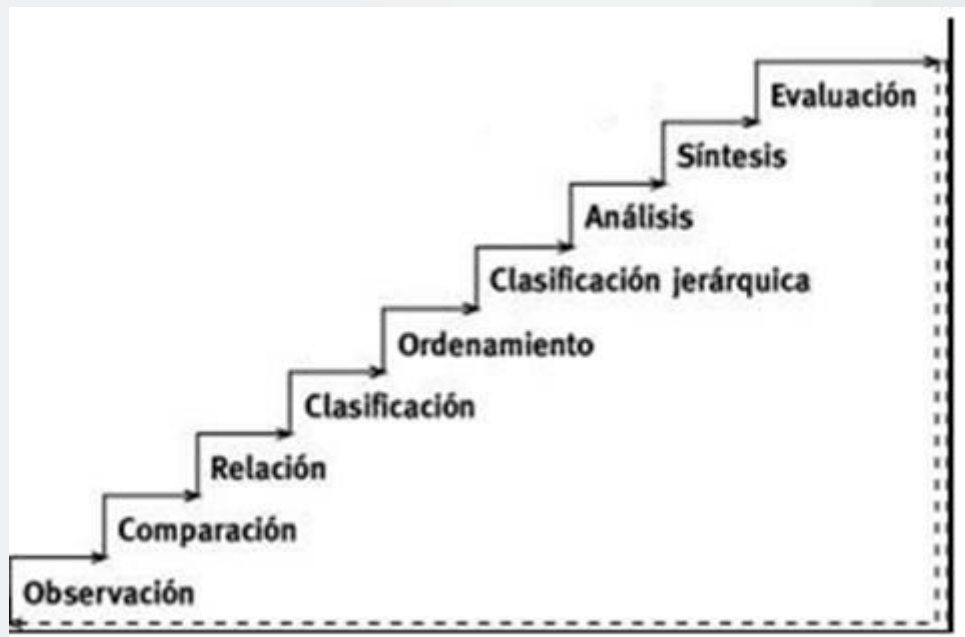 Evaluación
Síntesis
Análisis
Clasificación jerárquica
Ordenamiento
Clasificación
Relación
Comparación
Observación